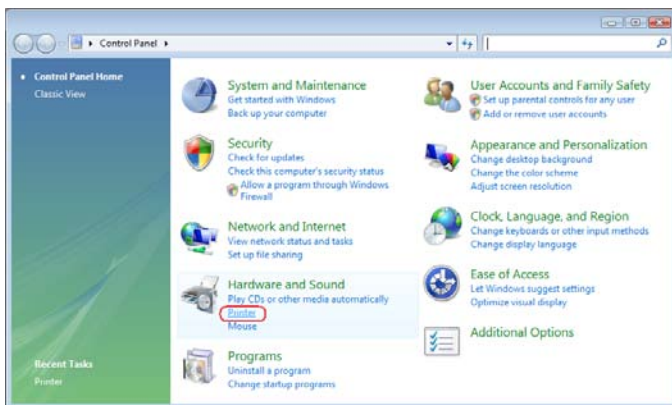 Control Panel
Control Panel Home
Classic View
System and Maintenance
Get started with Windows
Back up your computer
Security
Check for updates
Check this computer's security status
Allow a program through Windows
Firewall
Network and Internet
View network status and tasks
Set up file sharing
Hardware and Sound
Play CDs or other media automatically
Printer
Mouse
Programs
Uninstall a program
Change startup programs
User Accounts and Family Safety
Set up parental controls for any user
Add or remove user accounts
Appearance and Personalization
Change desktop background
Change the color scheme
Adjust screen resolution
Clock, Language, and Region
Change keyboards or other input methods
Change display language
Ease of Access
Let Windows suggest settings
Optimize visual display
Additional Options
Recent Tasks
Printer